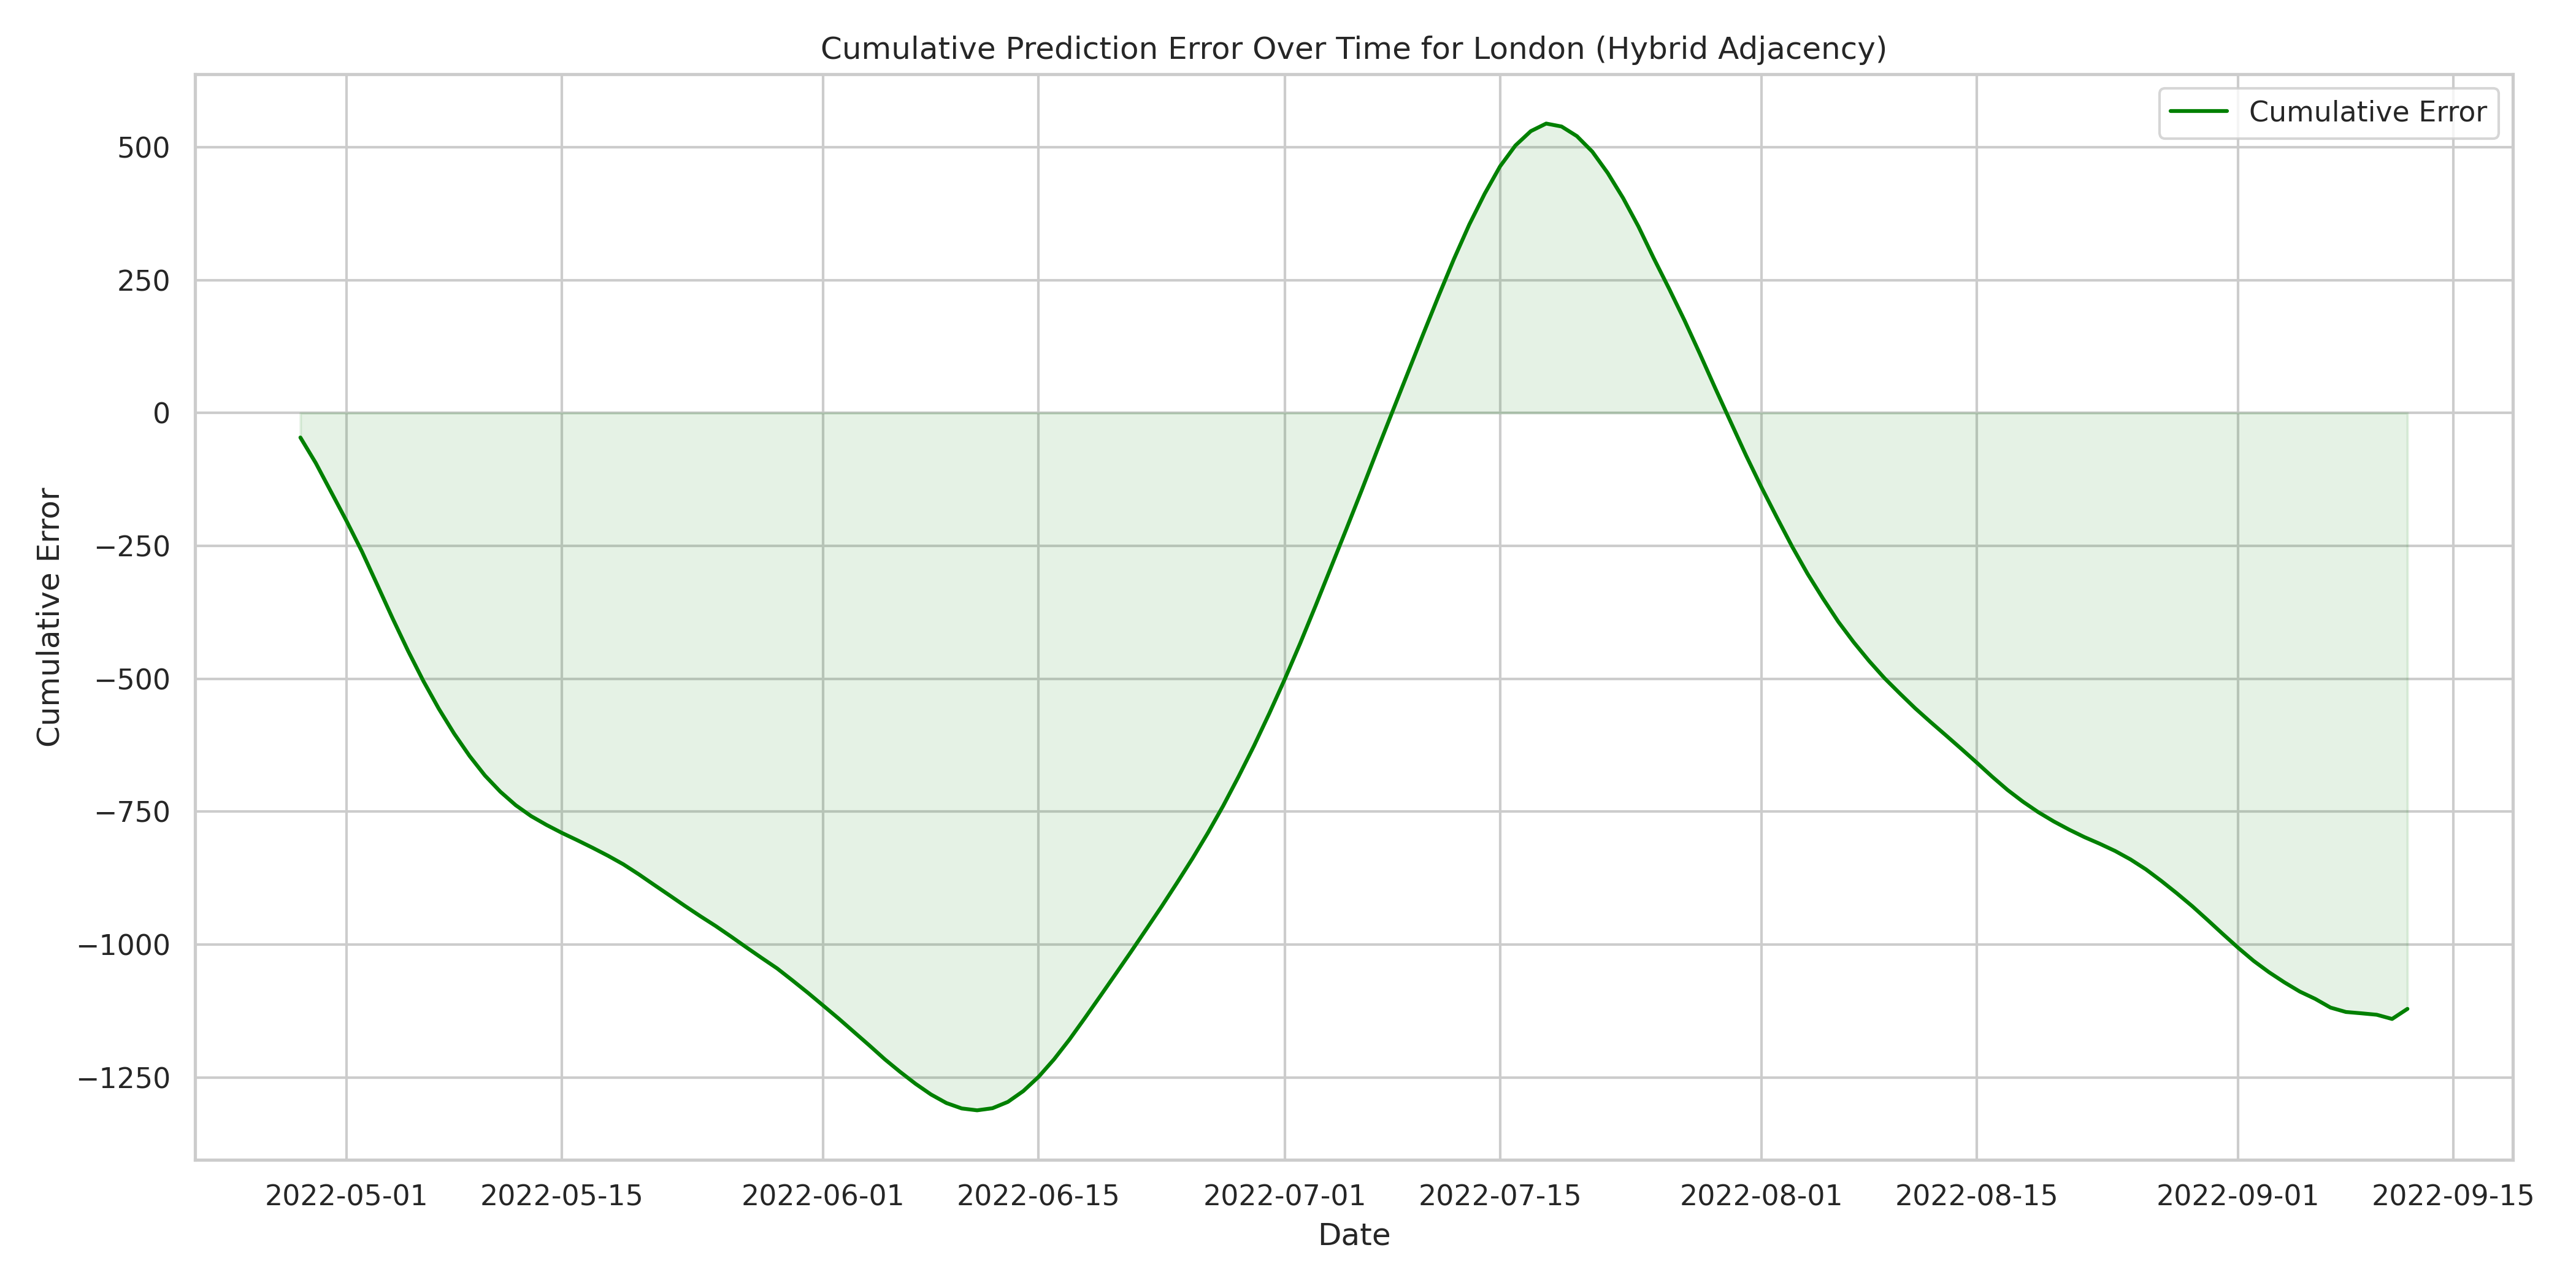 Cumulative Prediction Error Over Time for London (Hybrid Adjacency)
Cumulative Error
500
250
0
−250
−500
−750
−1000
−1250
Cumulative Error
2022-05-01 2022-05-15 2022-06-01 2022-06-15 2022-07-01 2022-07-15 2022-08-01 2022-08-15 2022-09-01 2022-09-15
Date